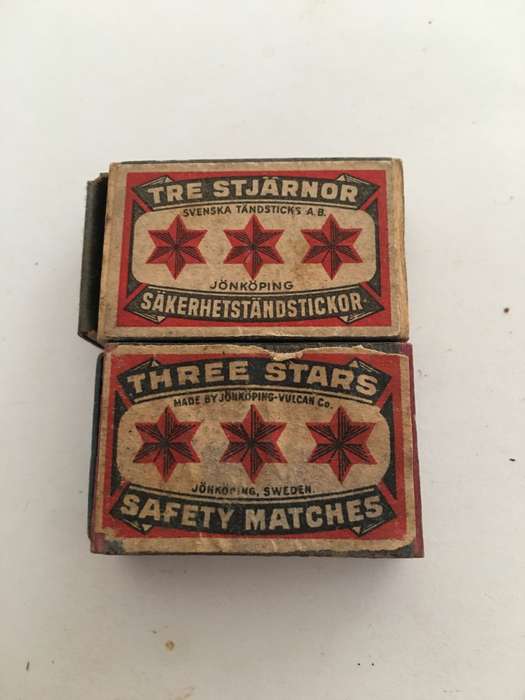 TRE STJÄRNOR
SVENSKA TÄNDSTICKS A.B.
JÖNKÖPING
SÄKERHETSTÄNDSTICKOR
THREE STARS
MADE BY JÖNKÖPING-VULCAN CO.
JÖNKÖPING, SWEDEN.
SAFETY MATCHES